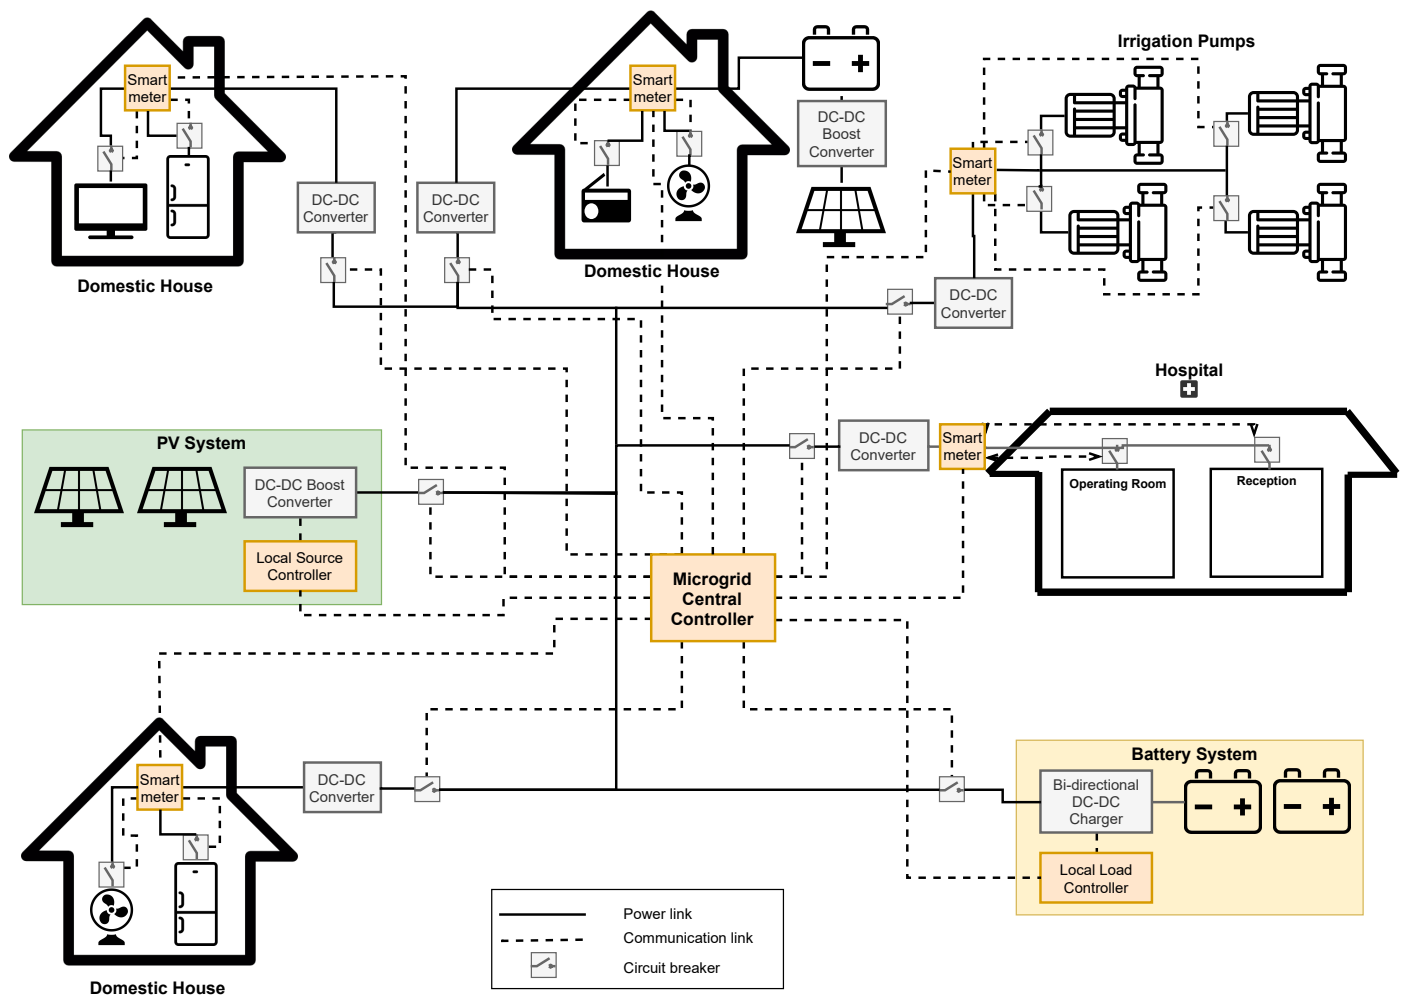 Irrigation Pumps
Smart
meter
Smart
meter
DC-DC
Boost
Converter
Smart
meter
DC-DC
Converter
DC-DC
Converter
Domestic House
Domestic House
DC-DC
Converter
Hospital
PV System
DC-DC
Converter
Smart
meter
Operating Room
Reception
DC-DC Boost
Converter
Local Source
Controller
Microgrid
Central
Controller
Smart
meter
DC-DC
Converter
Battery System
Bi-directional
DC-DC
Charger
Local Load
Controller
Domestic House
Power link
Communication link
Circuit breaker